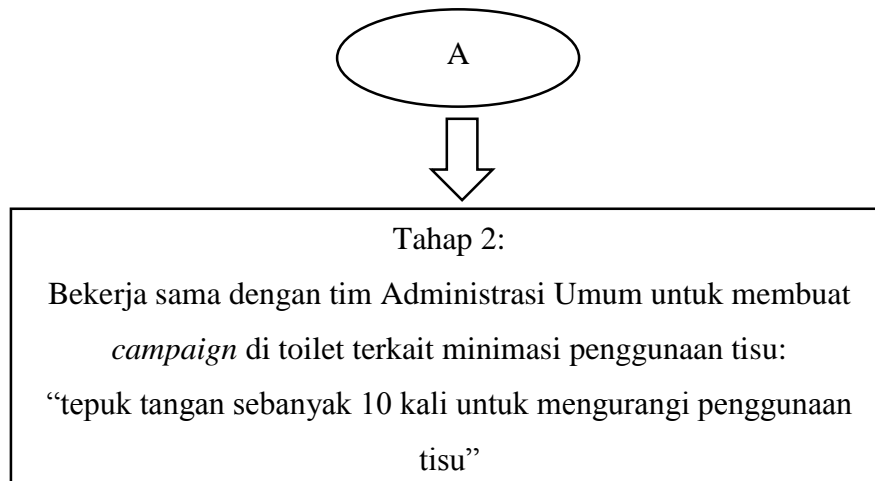 A
Tahap 2:
Bekerja sama dengan tim Administrasi Umum untuk membuat
campaign di toilet terkait minimasi penggunaan tisu:
“tepuk tangan sebanyak 10 kali untuk mengurangi penggunaan
tisu”